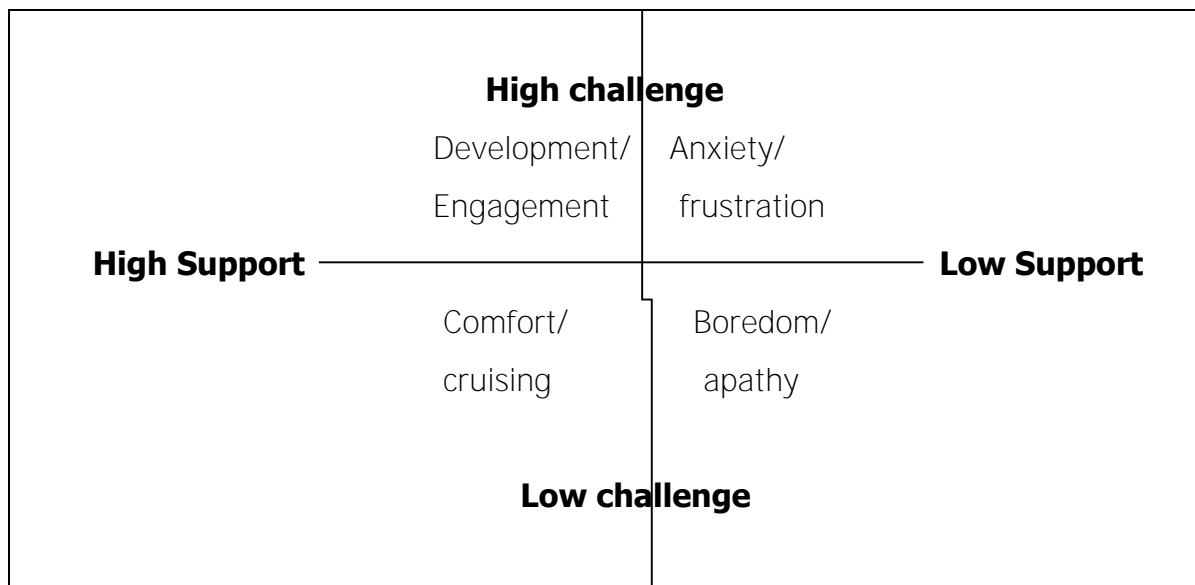 High challenge
Development/ Anxiety/
Engagement frustration
High Support Low Support
Comfort/ Boredom/
cruising apathy
Low challenge